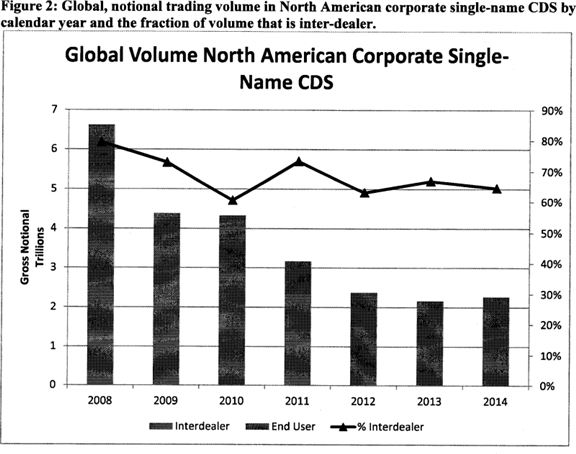 Figure 2: Global, notional trading volume in North American corporate single-name CDS by
calendar year and the fraction of volume that is inter-dealer.
Global Volume North American Corporate Single-
Name CDS
Gross Notional
Trillions
7
6
5
4
3
2
1
0
90%
80%
70%
60%
50%
40%
30%
20%
10%
0%
2008 2009 2010 2011 2012 2013 2014
Interdealer End User % Interdealer